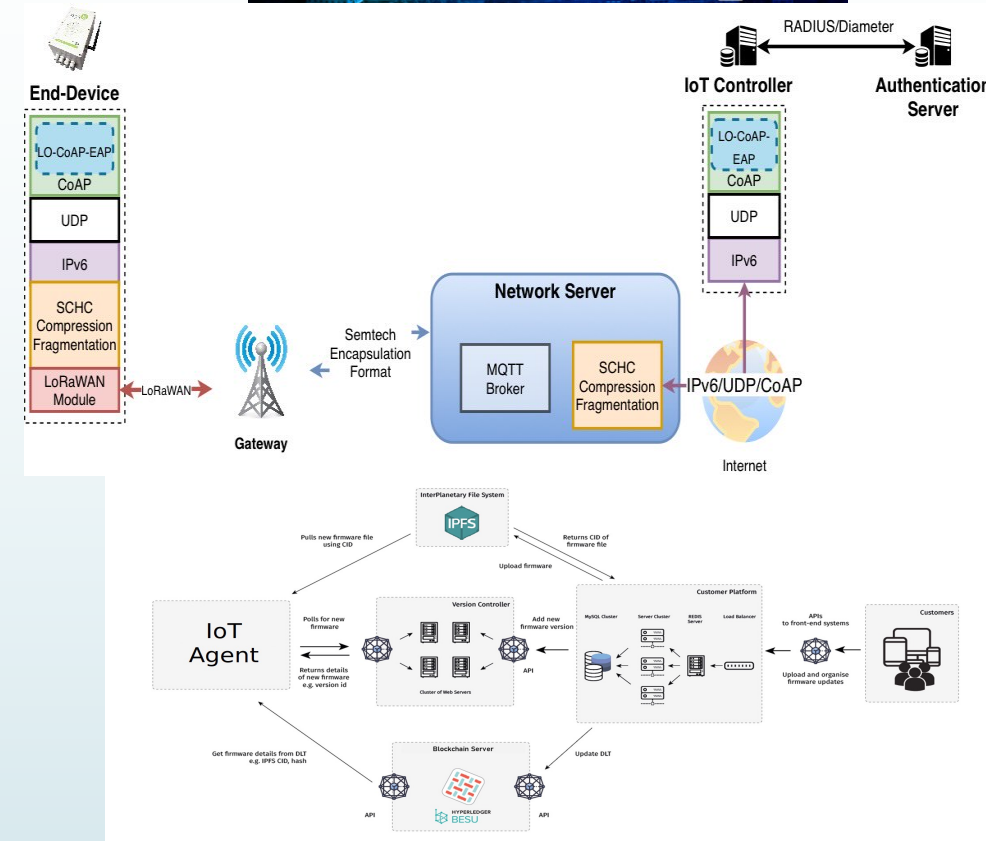 RADIUS/Diameter
End-Device
IoT Controller
Authentication
Server
LO-CoAP-EAP
CoAP
UDP
IPv6
SCHC
Compression
Fragmentation
LoRaWAN
Module
LoRaWAN
Gateway
Semtech
Encapsulation
Format
Network Server
MQTT
Broker
SCHC
Compression
Fragmentation
LO-CoAP-
EAP
CoAP
UDP
IPv6
IPv6/UDP/CoAP
Internet
InterPlanetary File System
IPFS
Pulls new firmware file
using CID
Returns CID of
firmware file
Upload firmware
IoT
Agent
Polls for new
firmware
Returns details
of new firmware
e.g. version id
Version Controller
Cluster of Web Servers
Add new
firmware version
API
Customer Platform
MySQL Cluster
Server Cluster
REDIS
Server
Load Balancer
APIs
to front-end systems
Upload and organise
firmware updates
Customers
Get firmware details from DLT
e.g. IPFS CID, hash
Blockchain Server
Update DLT
HYPERLEDGER
BESU
API
API